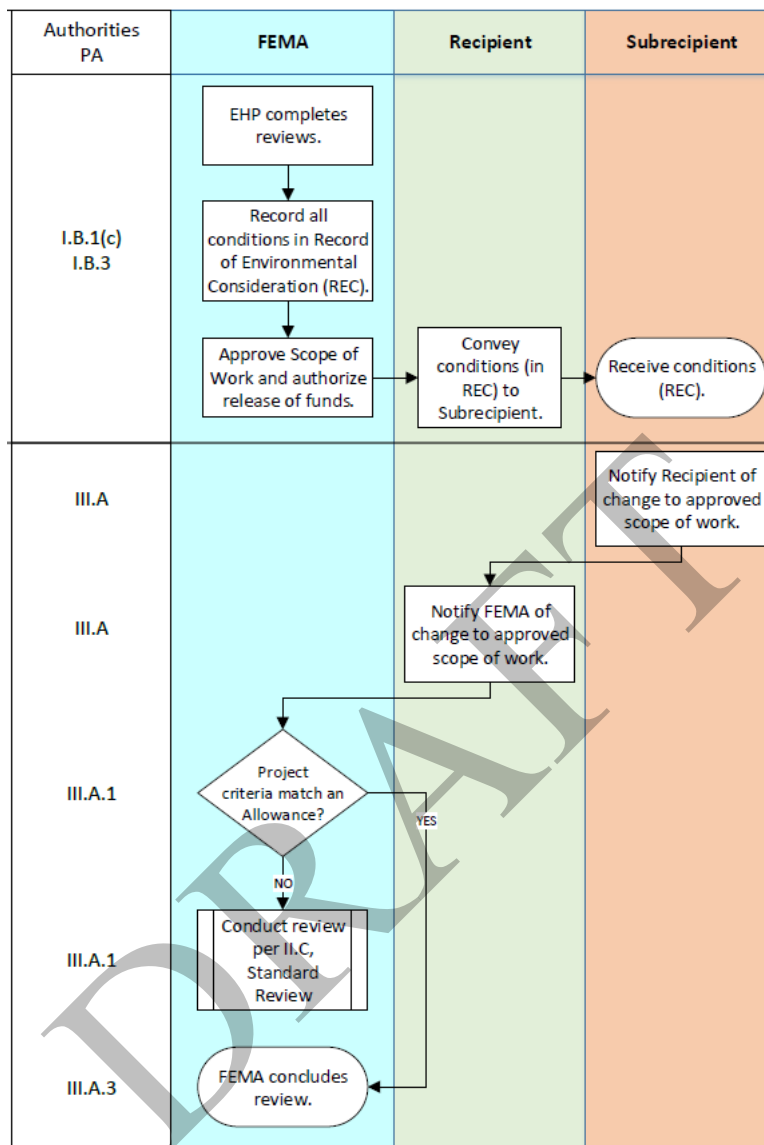 Authorities
PA
FEMA
Recipient
Subrecipient
EHP completes
reviews.
I.B.1(c)
I.B.3
Record all
conditions in Record
of Environmental
Consideration (REC).
Approve Scope of
Work and authorize
release of funds.
Convey
conditions (in
REC) to
Subrecipient.
Receive conditions
(REC).
III.A
Notify Recipient of
change to approved
scope of work.
III.A
Notify FEMA of
change to approved
scope of work.
III.A.1
Project
criteria match an
Allowance?
YES
NO
III.A.1
Conduct review
per II.C,
Standard
Review
III.A.3
FEMA concludes
review.
DRAFT